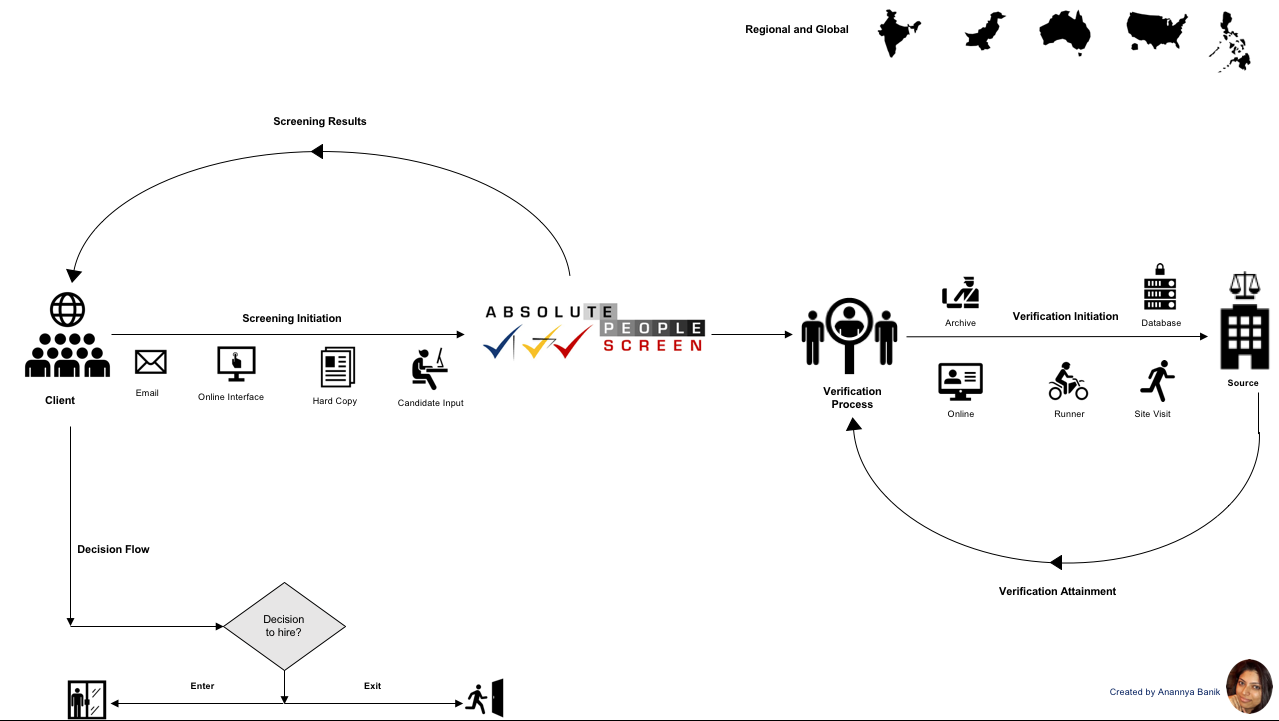 Regional and Global
Screening Results
Screening Initiation
Email
Online Interface
Hard Copy
Candidate Input
Client
ABSOLUTE
PEOPLE
SCREEN
Verification
Process
Archive
Verification Initiation
Database
Online
Runner
Site Visit
Source
Verification Attainment
Decision Flow
Decision
to hire?
Enter
Exit
Created by Anannya Banik